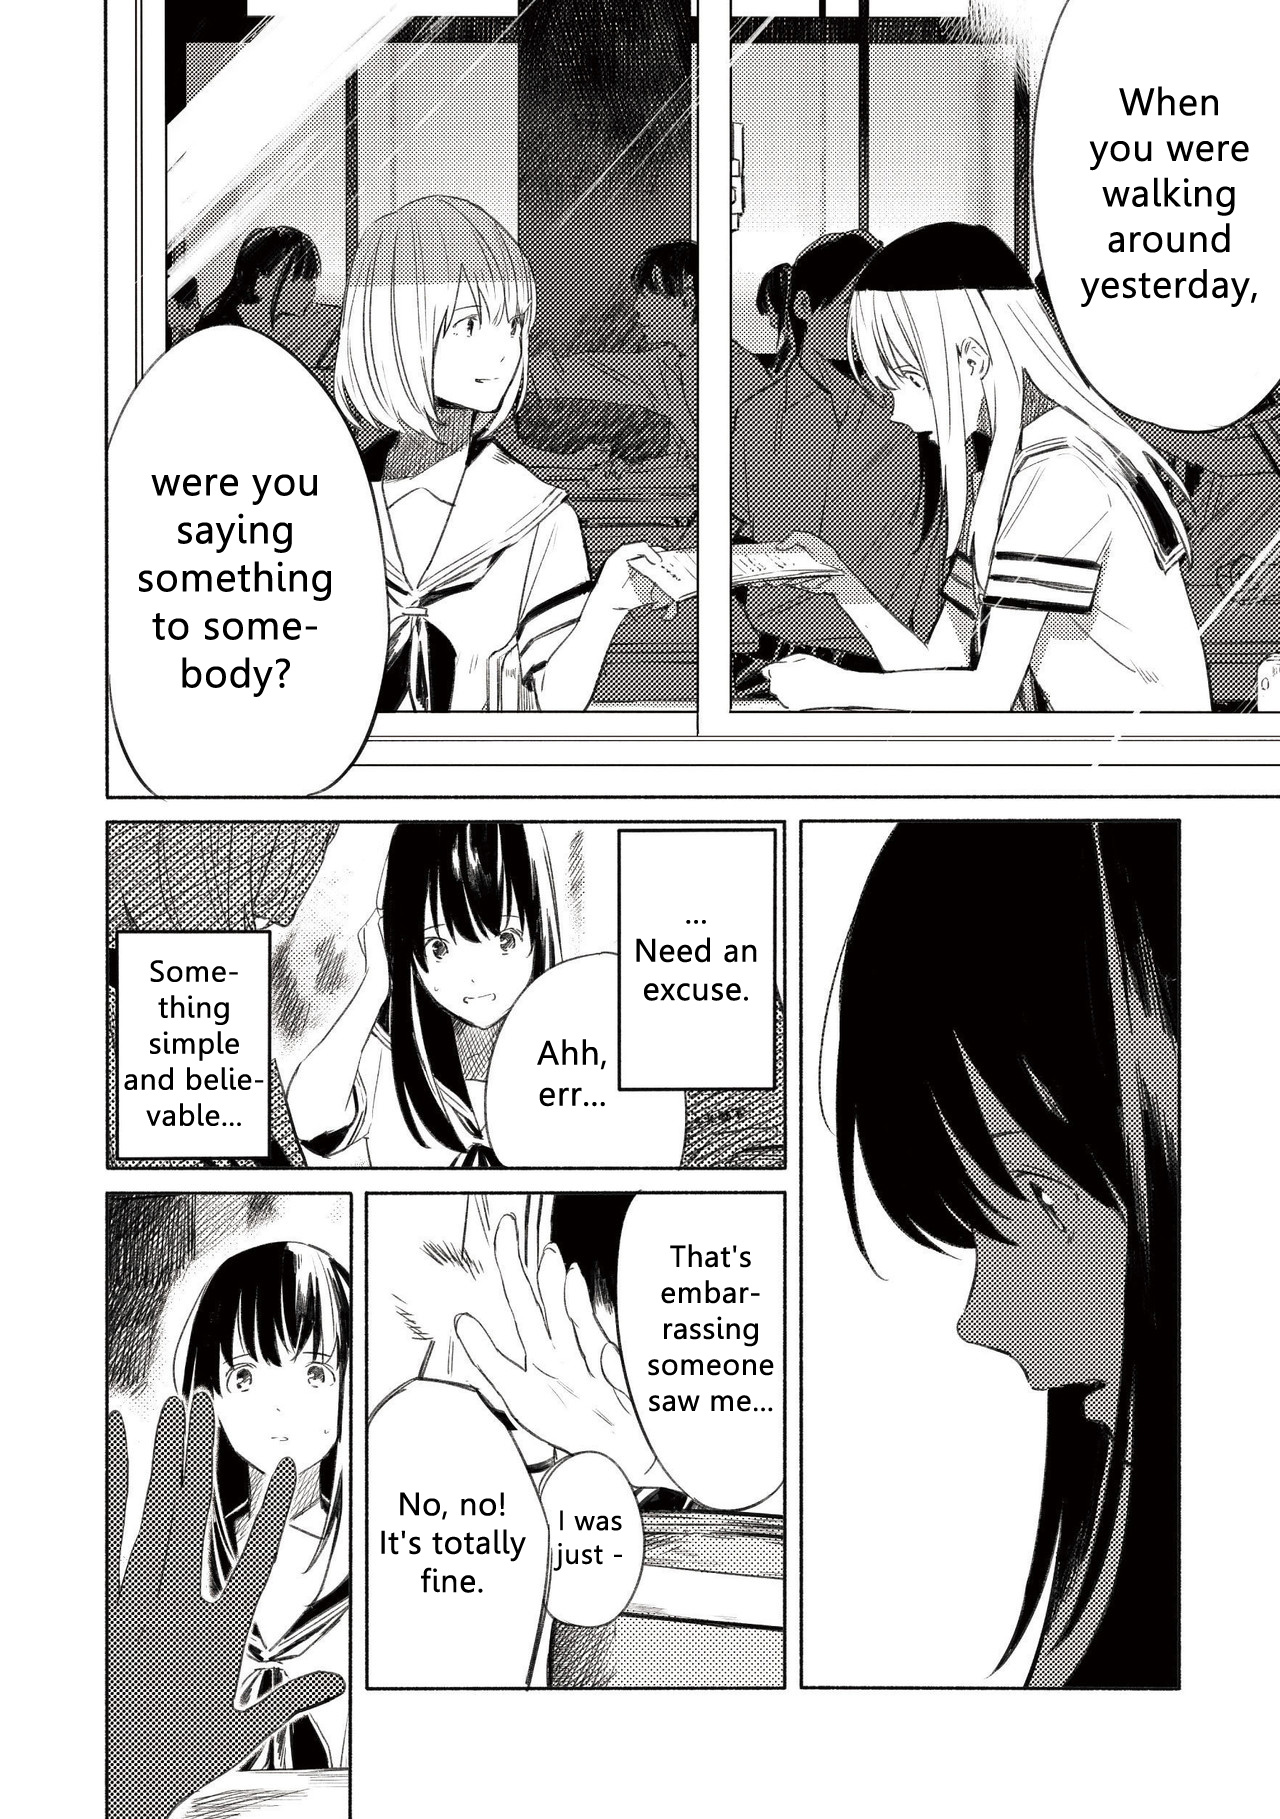 When
you were
walking
around
yesterday,
were you
saying
something
to some-
body?
...
Need an
excuse.
Ahh,
err...
Some-
thing
simple
and belie-
vable...
That's
embar-
rassing
someone
saw me...
I was
just -
No, no!
It's totally
fine.